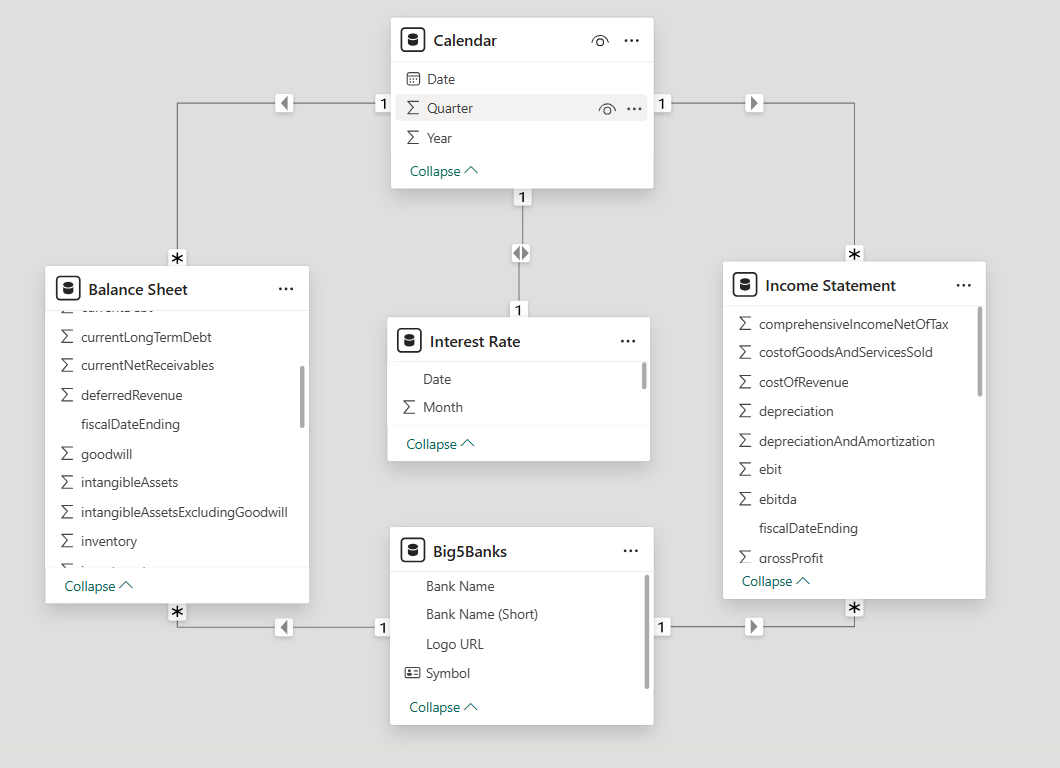 Calendar
Date
Quarter
Year
Collapse
1
1
1
*
*
1
Balance Sheet
currentLongTermDebt
currentNetReceivables
deferredRevenue
fiscalDateEnding
goodwill
intangibleAssets
intangibleAssetsExcludingGoodwill
inventory
Collapse
Interest Rate
Date
Month
Collapse
Income Statement
comprehensiveIncomeNetOfTax
costofGoodsAndServicesSold
costOfRevenue
depreciation
depreciationAndAmortization
ebit
ebitda
fiscalDateEnding
grossProfit
Collapse
*
*
1
1
Big5Banks
Bank Name
Bank Name (Short)
Logo URL
Symbol
Collapse